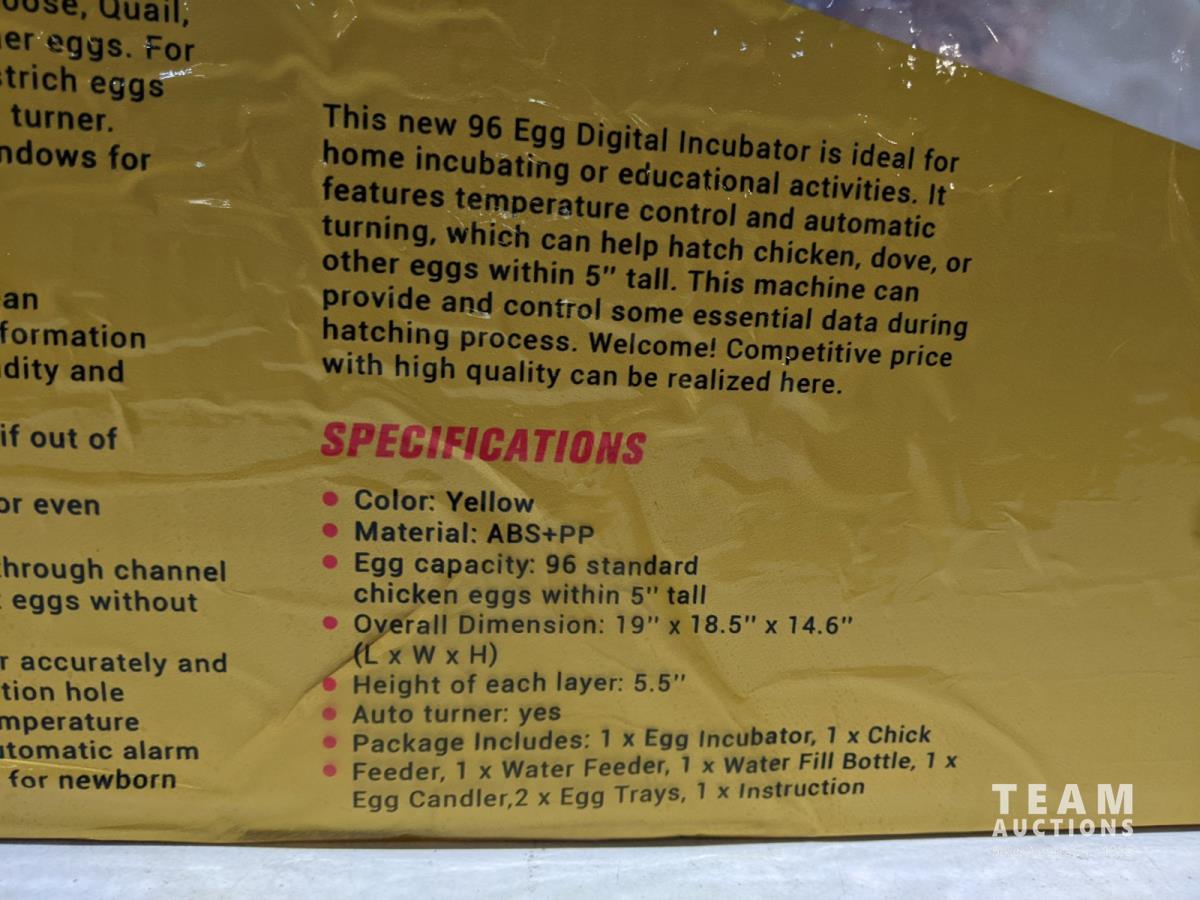 oose, Quail,
er eggs. For
strich eggs
turner.
ndows for
an
formation
dity and
if out of
or even
through channel
eggs without
r accurately and
tion hole
mperature
utomatic alarm
for newborn
This new 96 Egg Digital Incubator is ideal for
home incubating or educational activities. It
features temperature control and automatic
turning, which can help hatch chicken, dove, or
other eggs within 5" tall. This machine can
provide and control some essential data during
hatching process. Welcome! Competitive price
with high quality can be realized here.
SPECIFICATIONS
• Color: Yellow
• Material: ABS+PP
• Egg capacity: 96 standard
chicken eggs within 5" tall
• Overall Dimension: 19" x 18.5" x 14.6"
(L x W x H)
• Height of each layer: 5.5"
• Auto turner: yes
• Package Includes: 1 x Egg Incubator, 1 x Chick
• Feeder, 1 x Water Feeder, 1 x Water Fill Bottle, 1 x
Egg Candler,2 x Egg Trays, 1 x Instruction
TEAM
AUCTIONS